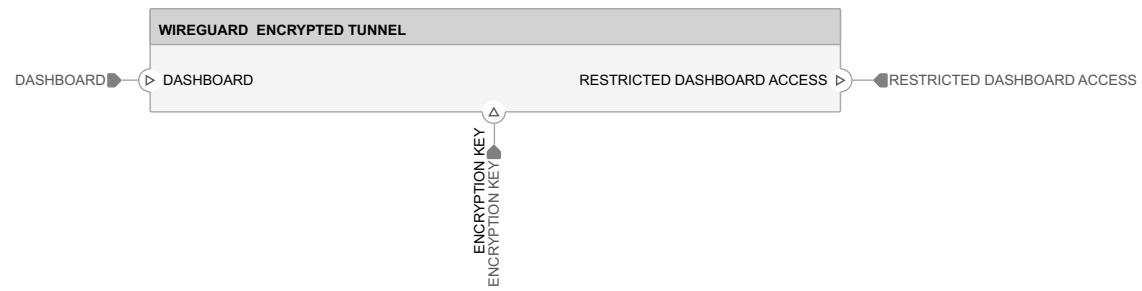 WIREGUARD  ENCRYPTED TUNNEL
DASHBOARD
DASHBOARD
RESTRICTED DASHBOARD ACCESS
RESTRICTED DASHBOARD ACCESS
ENCRYPTION KEY
ENCRYPTION KEY